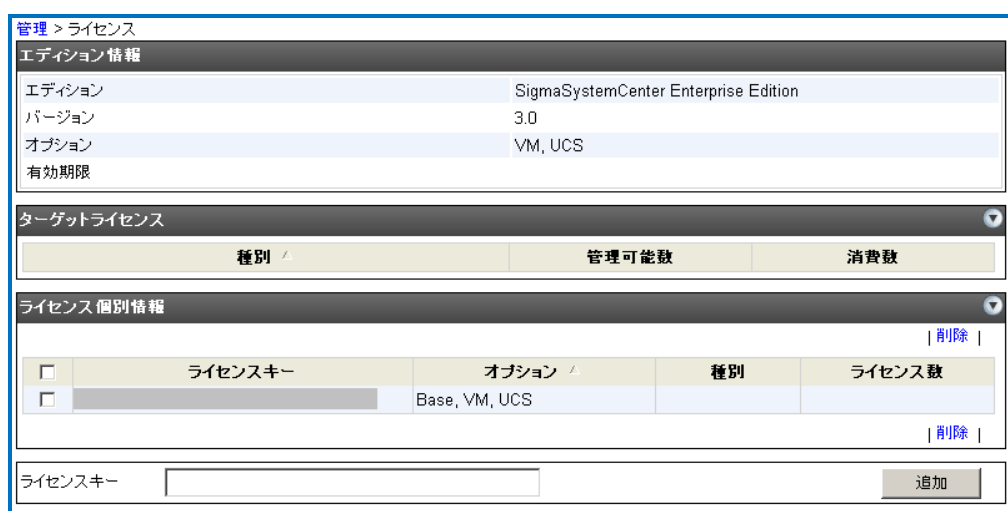 管理 > ライセンス
エディション情報
エディション SigmaSystemCenter Enterprise Edition
バージョン 3.0
オプション VM, UCS
有効期限
ターゲットライセンス
種別 管理可能数 消費数
ライセンス個別情報
| 削除 |
ライセンスキー オプション 種別 ライセンス数
Base, VM, UCS
| 削除 |
ライセンスキー 追加